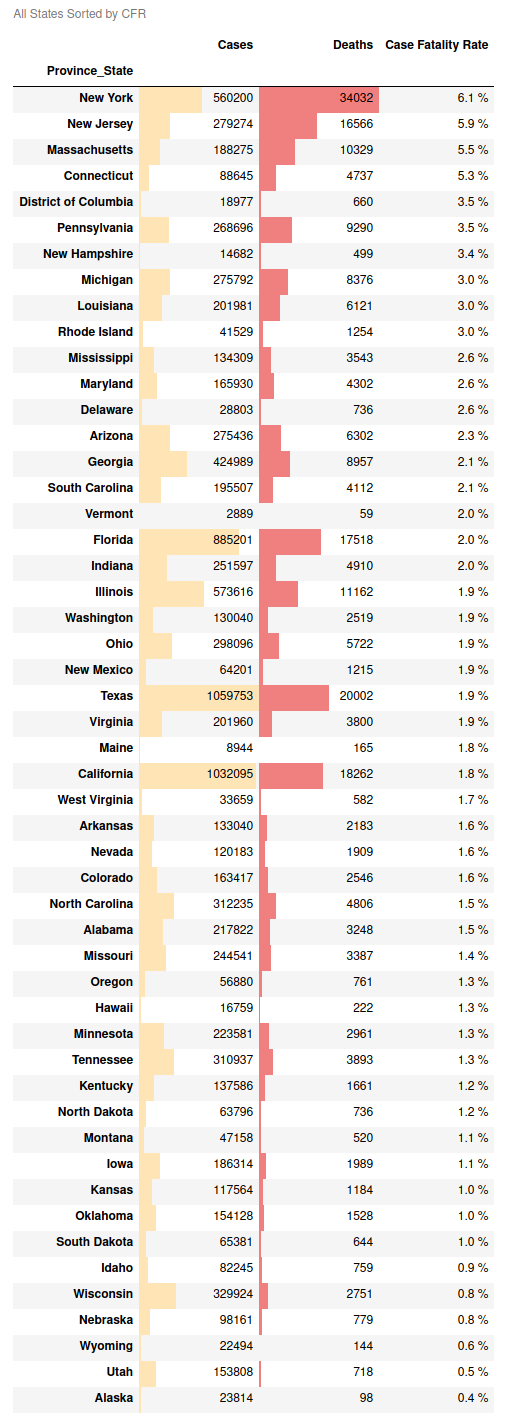 All States Sorted by CFR
Cases Deaths Case Fatality Rate
Province_State
New York 560200 34032 6.1 %
New Jersey 279274 16566 5.9 %
Massachusetts 188275 10329 5.5 %
Connecticut 88645 4737 5.3 %
District of Columbia 18977 660 3.5 %
Pennsylvania 268696 9290 3.5 %
New Hampshire 14682 499 3.4 %
Michigan 275792 8376 3.0 %
Louisiana 201981 6121 3.0 %
Rhode Island 41529 1254 3.0 %
Mississippi 134309 3543 2.6 %
Maryland 165930 4302 2.6 %
Delaware 28803 736 2.6 %
Arizona 275436 6302 2.3 %
Georgia 424989 8957 2.1 %
South Carolina 195507 4112 2.1 %
Vermont 2889 59 2.0 %
Florida 885201 17518 2.0 %
Indiana 251597 4910 2.0 %
Illinois 573616 11162 1.9 %
Washington 130040 2519 1.9 %
Ohio 298096 5722 1.9 %
New Mexico 64201 1215 1.9 %
Texas 1059753 20002 1.9 %
Virginia 201960 3800 1.9 %
Maine 8944 165 1.8 %
California 1032095 18262 1.8 %
West Virginia 33659 582 1.7 %
Arkansas 133040 2183 1.6 %
Nevada 120183 1909 1.6 %
Colorado 163417 2546 1.6 %
North Carolina 312235 4806 1.5 %
Alabama 217822 3248 1.5 %
Missouri 244541 3387 1.4 %
Oregon 56880 761 1.3 %
Hawaii 16759 222 1.3 %
Minnesota 223581 2961 1.3 %
Tennessee 310937 3893 1.3 %
Kentucky 137586 1661 1.2 %
North Dakota 63796 736 1.2 %
Montana 47158 520 1.1 %
Iowa 186314 1989 1.1 %
Kansas 117564 1184 1.0 %
Oklahoma 154128 1528 1.0 %
South Dakota 65381 644 1.0 %
Idaho 82245 759 0.9 %
Wisconsin 329924 2751 0.8 %
Nebraska 98161 779 0.8 %
Wyoming 22494 144 0.6 %
Utah 153808 718 0.5 %
Alaska 23814 98 0.4 %